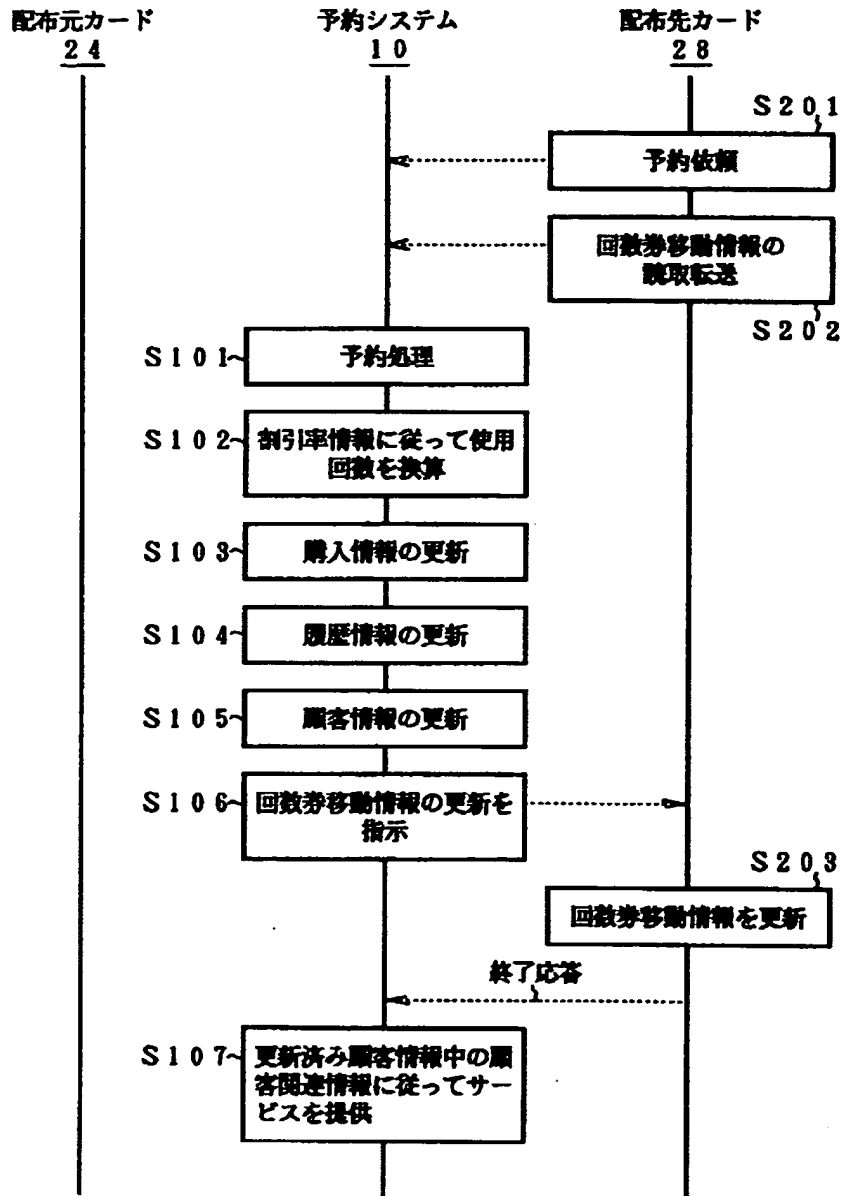 配布元カード
24
予約システム
10
配布先カード
28
S201
予約依頼
回数券移動情報の
読取転送
S202
S101
予約処理
S102
割引率情報に従って使用
回数を換算
S103
購入情報の更新
S104
履歴情報の更新
S105
顧客情報の更新
S106
回数券移動情報の更新を
指示
S203
回数券移動情報を更新
終了応答
S107
更新済み顧客情報中の顧
客関連情報に従ってサー
ビスを提供